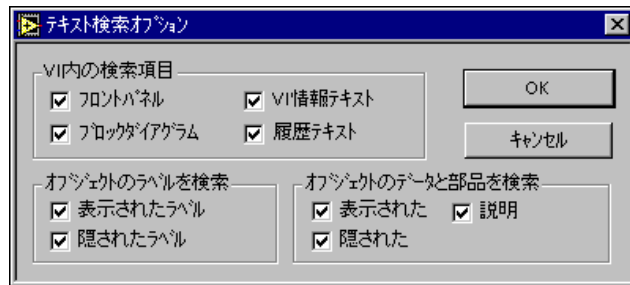 テキスト検索オプション
VI内の検索項目
フロントパネル
VI情報テキスト
ブロックダイアグラム
履歴テキスト
OK
キャンセル
オブジェクトのラベルを検索
表示されたラベル
隠されたラベル
オブジェクトのデータと部品を検索
表示された
説明
隠された